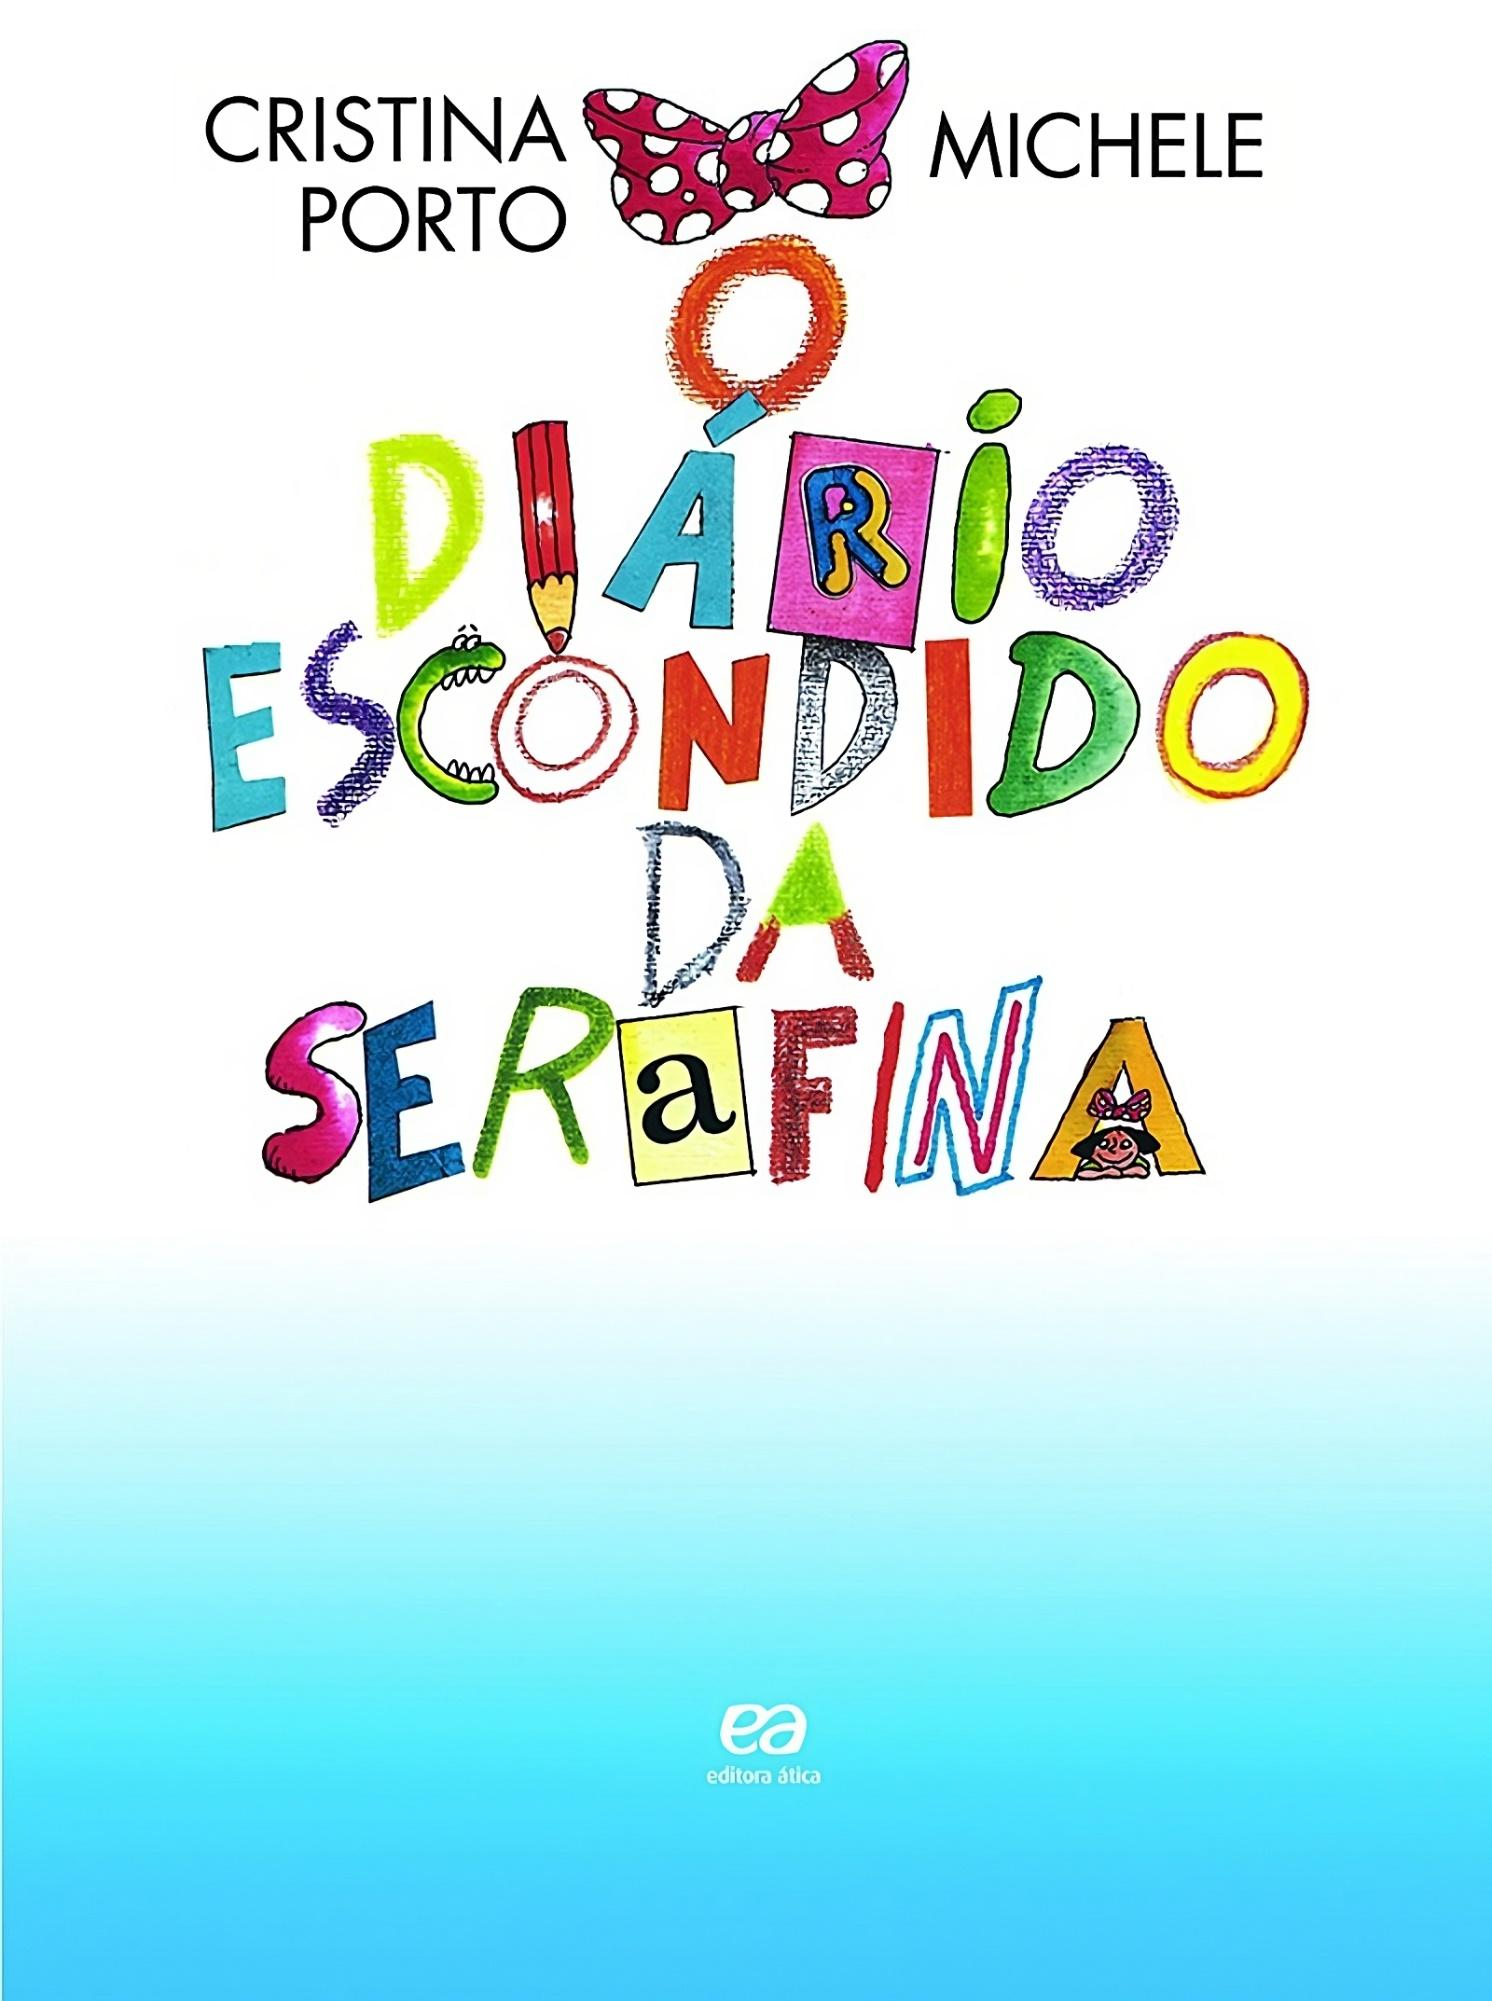 CRISTINA
PORTO
MICHELE
O
DIÁRiO
ESCONDIDO
DA
SERaFINA
ea
editora ática